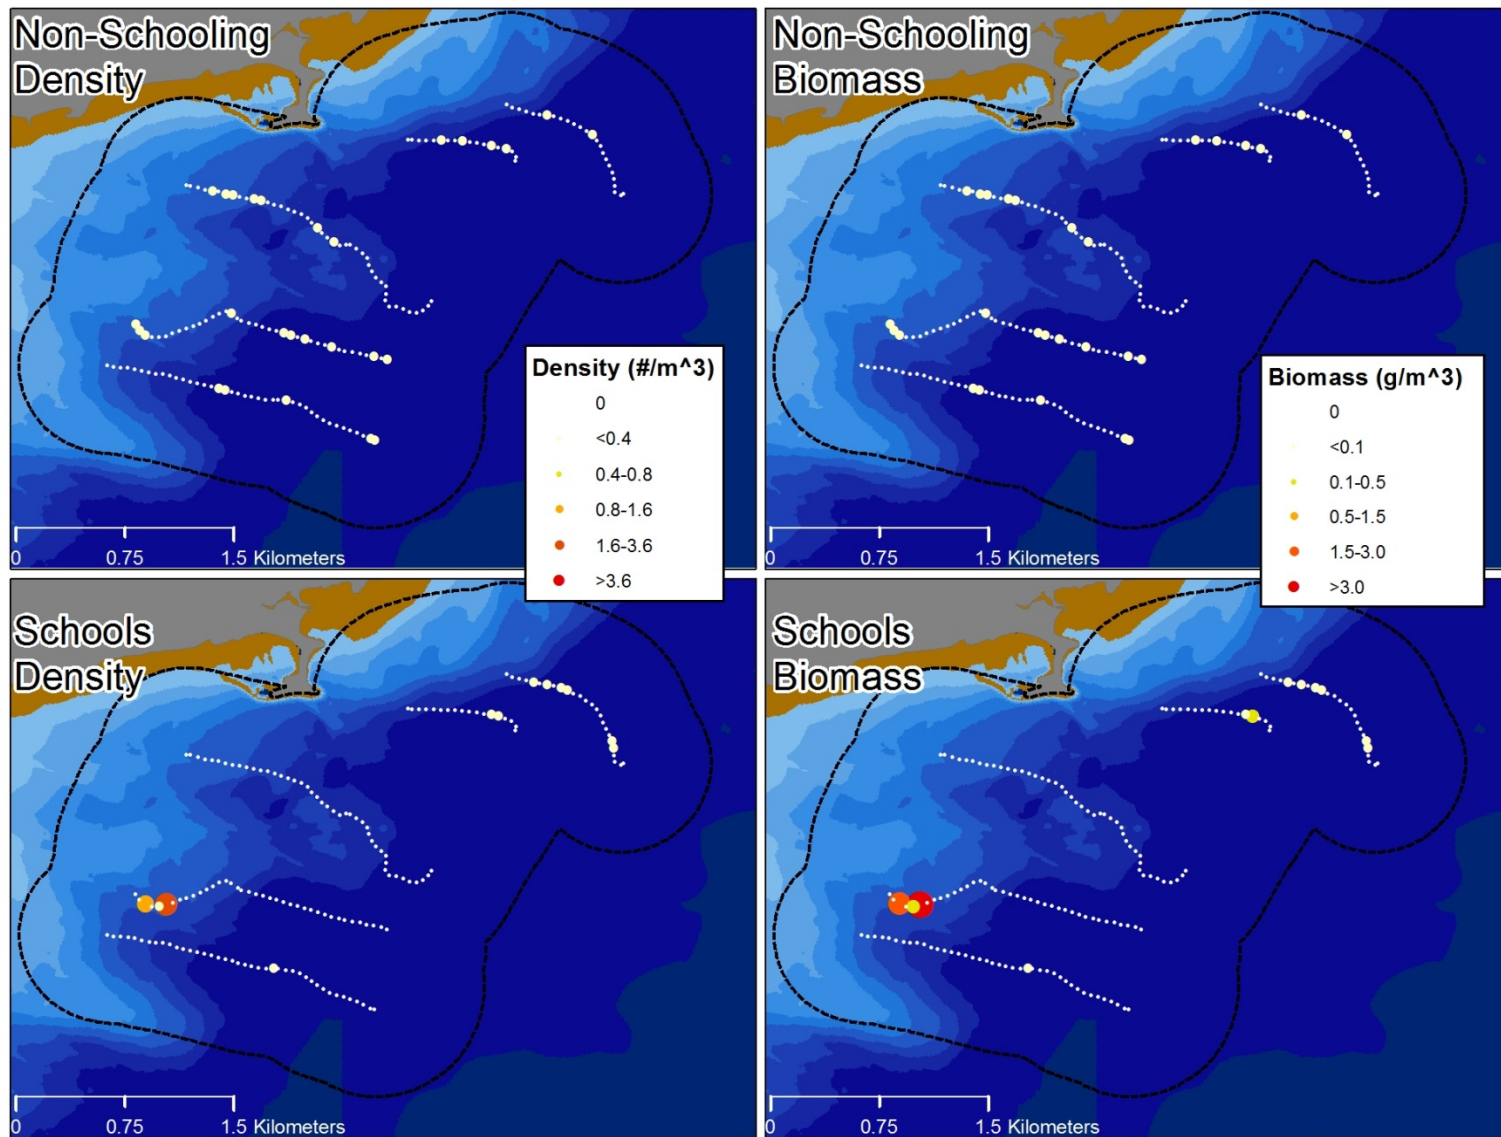 Non-Schooling
Density
Non-Schooling
Biomass
Density (#/m^3)
0
<0.4
0.4-0.8
0.8-1.6
1.6-3.6
>3.6
Biomass (g/m^3)
0
<0.1
0.1-0.5
0.5-1.5
1.5-3.0
>3.0
0 0.75 1.5 Kilometers
0 0.75 1.5 Kilometers
Schools
Density
Schools
Biomass
0 0.75 1.5 Kilometers
0 0.75 1.5 Kilometers